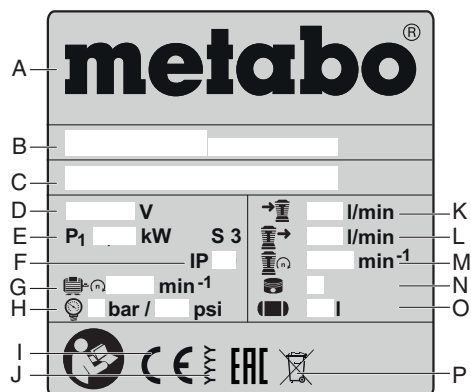 metabo®
A
B
C
D V
E P1 kW S 3
F IP
G n min-1
H bar / psi
l/min K
l/min L
n min-1 M
N
l O
I CE EAC
J P